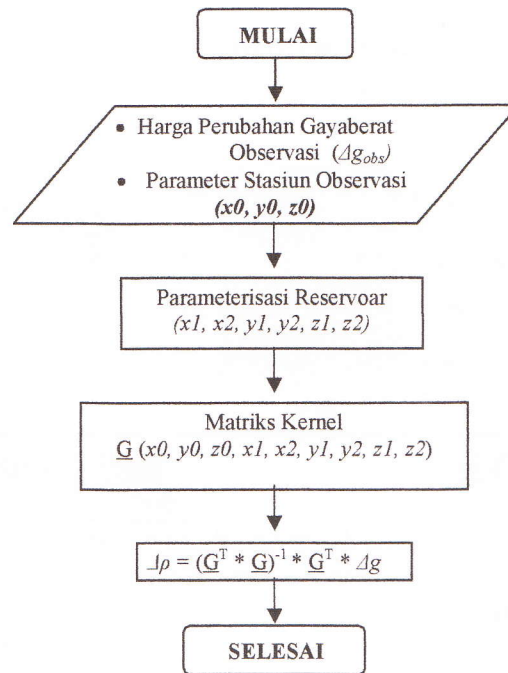 MULAI
• Harga Perubahan Gayaberat
Observasi (Δg_obs)
• Parameter Stasiun Observasi
(x0, y0, z0)
Parameterisasi Reservoar
(x1, x2, y1, y2, z1, z2)
Matriks Kernel
G (x0, y0, z0, x1, x2, y1, y2, z1, z2)
Δρ = (G^T * G)^-1 * G^T * Δg
SELESAI